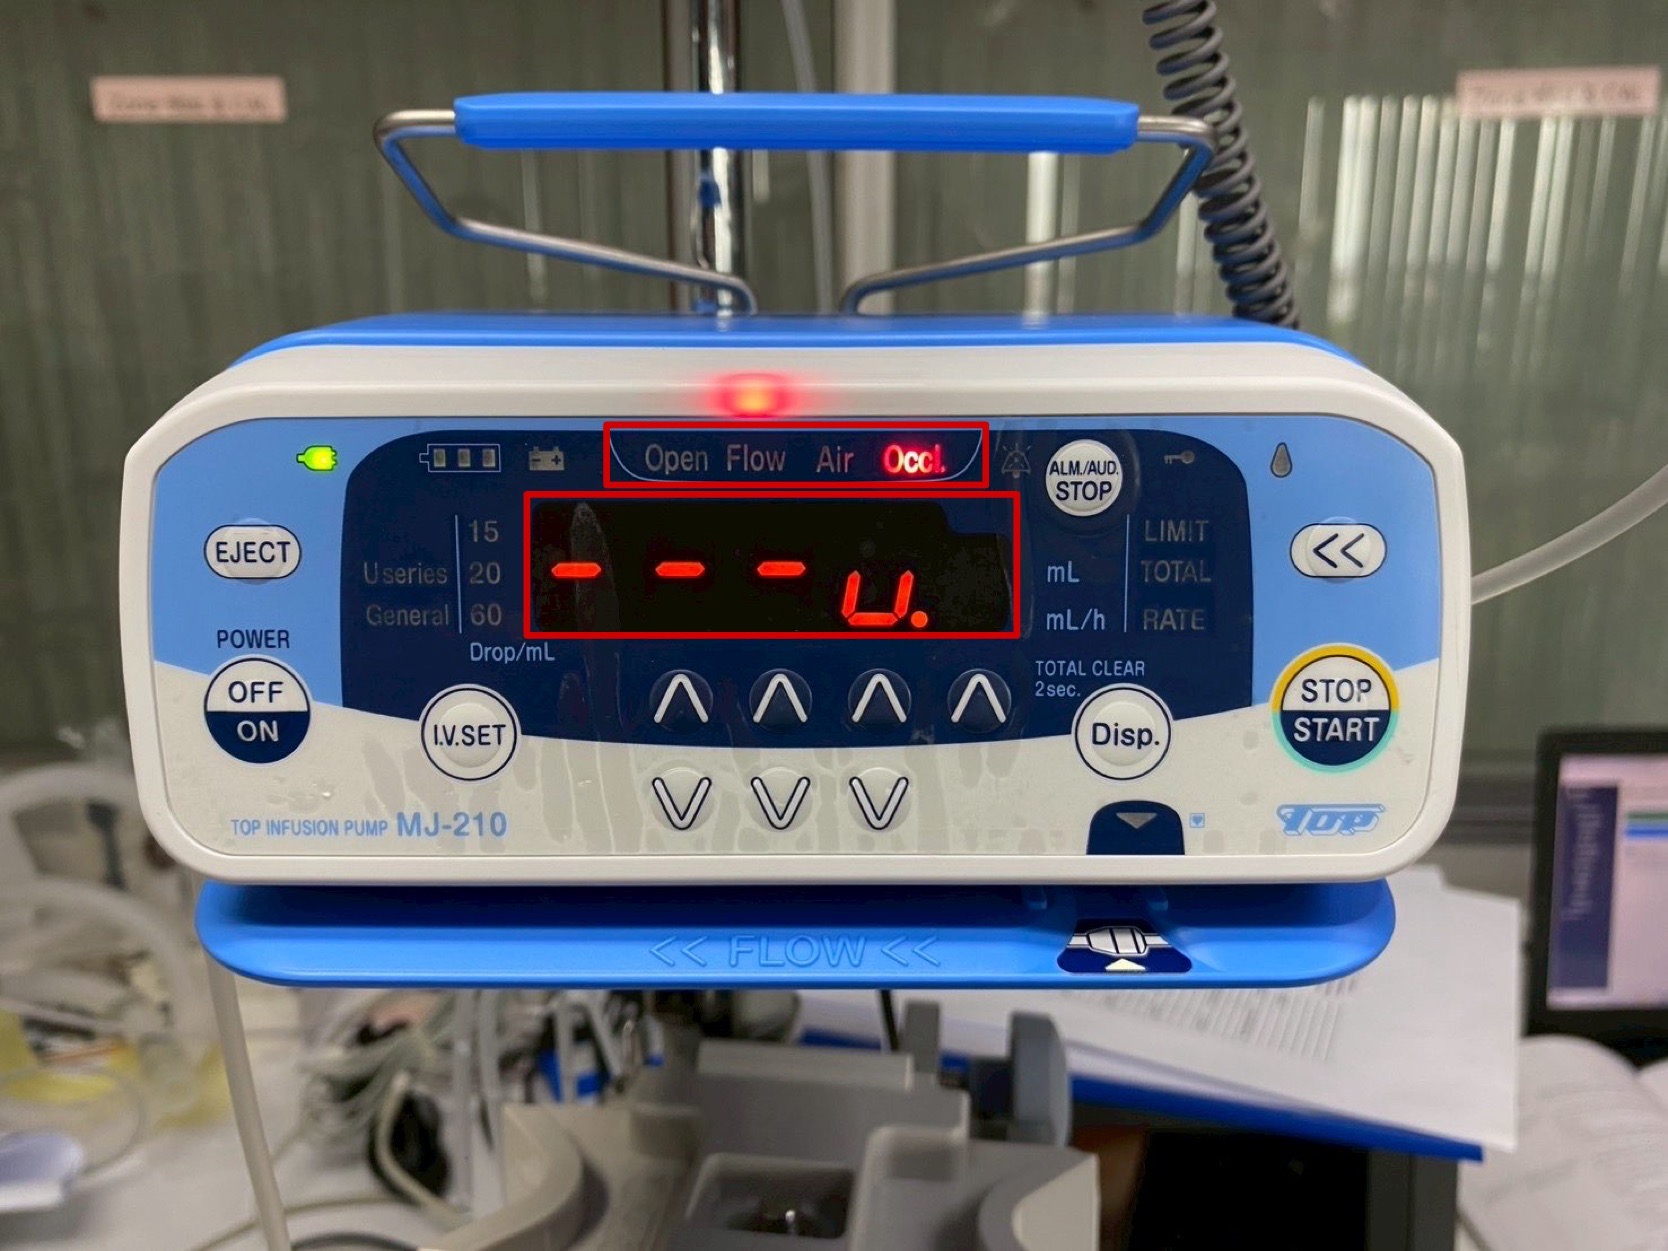 Open Flow Air Occl.
ALM./AUD.
STOP
EJECT
15
U series 20
General 60
Drop/mL
- - - u.
mL
mL/h
LIMIT
TOTAL
RATE
<<
POWER
OFF
ON
I.V.SET
TOTAL CLEAR
2sec.
Disp.
STOP
START
TOP INFUSION PUMP MJ-210
TOP
<< FLOW <<